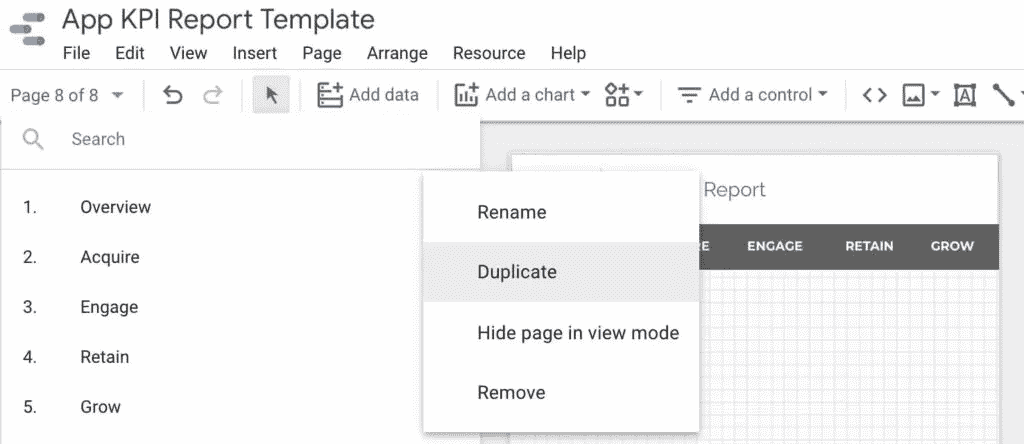 App KPI Report Template
File Edit View Insert Page Arrange Resource Help
Page 8 of 8 Add data Add a chart Add a control
Search
1. Overview
2. Acquire
3. Engage
4. Retain
5. Grow
Rename
Duplicate
Hide page in view mode
Remove
Report
ENGAGE RETAIN GROW